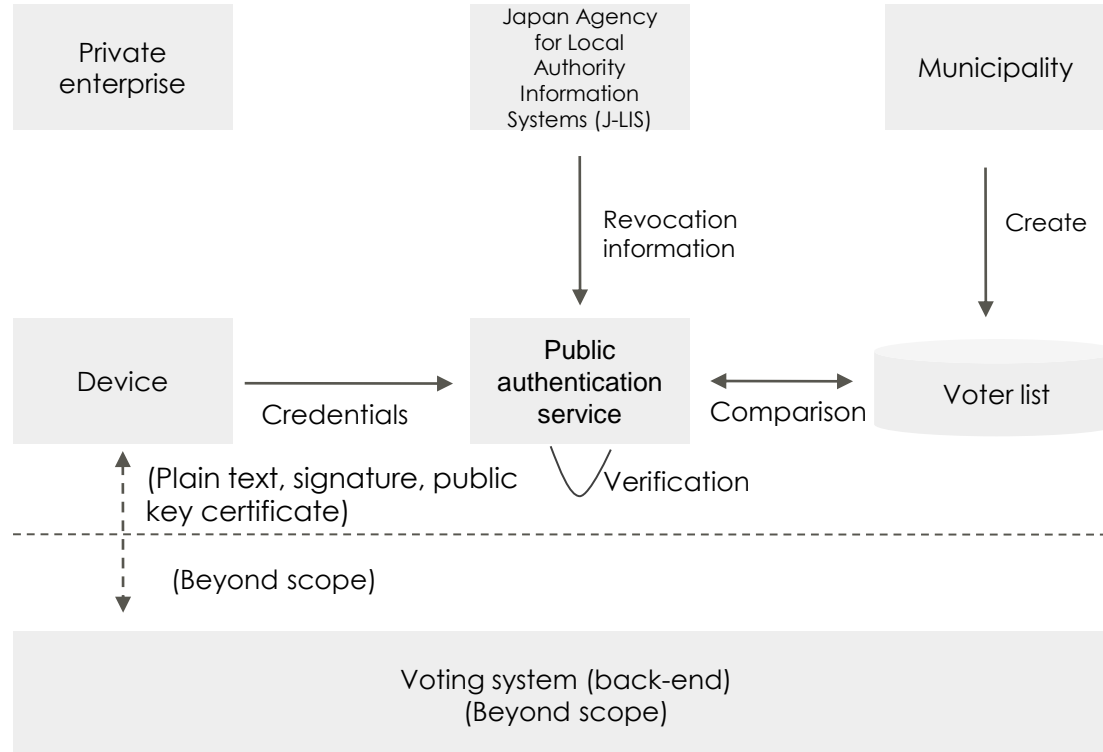 Private
enterprise
Japan Agency
for Local
Authority
Information
Systems (J-LIS)
Municipality
Revocation
information
Create
Device
Credentials
Public
authentication
service
Comparison
Voter list
(Plain text, signature, public
key certificate)
Verification
(Beyond scope)
Voting system (back-end)
(Beyond scope)